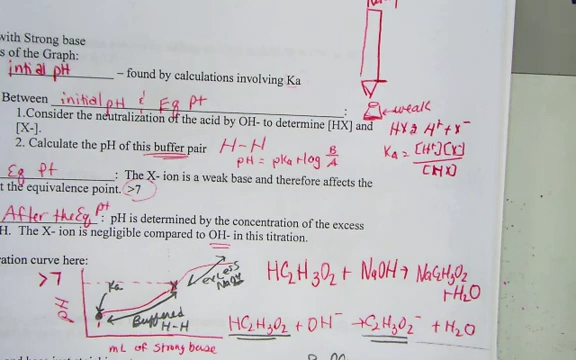 with Strong base
s of the Graph:
intial pH – found by calculations involving Ka
Between initial pH & Eq pt :
1.Consider the neutralization of the acid by OH- to determine [HX] and
[X-].
2. Calculate the pH of this buffer pair H-H
pH = pKa + log B/A
Eq pt : The X- ion is a weak base and therefore affects the
t the equivalence point. >7
After the Eq pt : pH is determined by the concentration of the excess
H. The X- ion is negligible compared to OH- in this titration.
weak
HX ⇌ H⁺ + X⁻
Ka = [H⁺][X⁻]
[HX]
ration curve here:
>7
pH
Ka
Buffered
H-H
excess
NaOH
mL of strong base
HC₂H₃O₂ + NaOH → NaC₂H₃O₂
+ H₂O
HC₂H₃O₂ + OH⁻ → C₂H₃O₂⁻ + H₂O